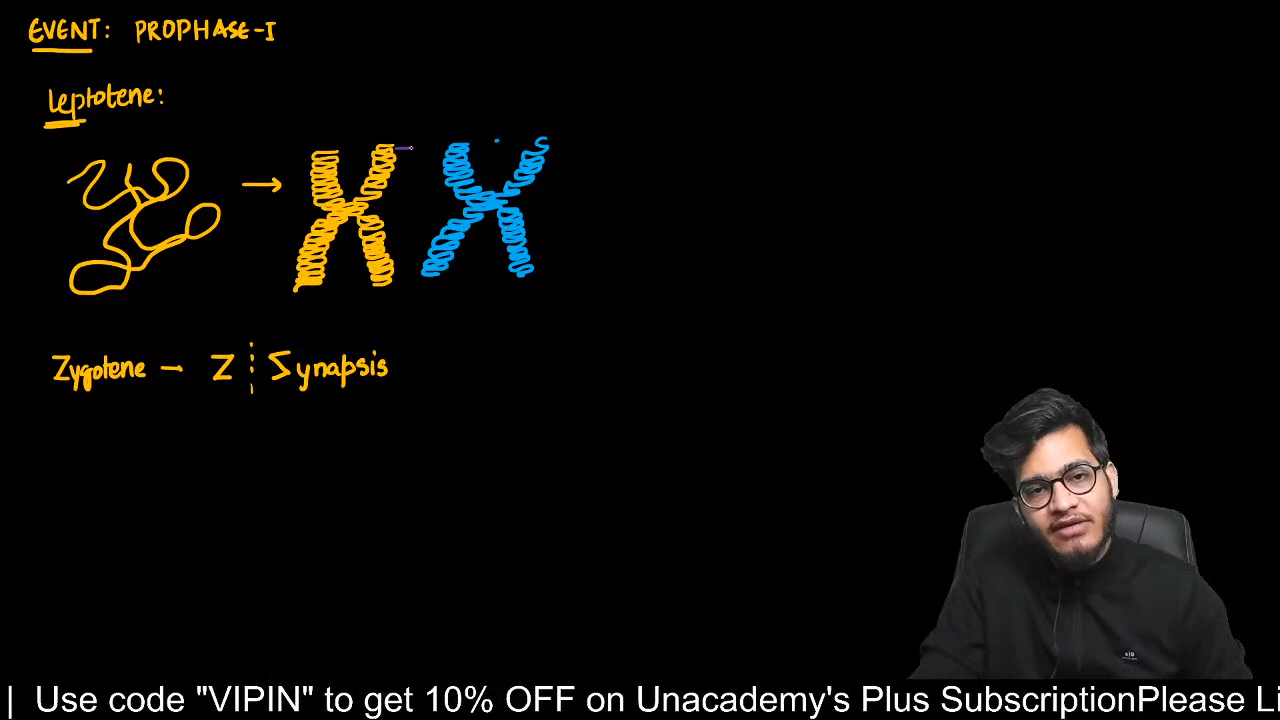 EVENT: PROPHASE-I
Leptotene:
Zygotene — Z Synapsis
| Use code "VIPIN" to get 10% OFF on Unacademy's Plus SubscriptionPlease Li